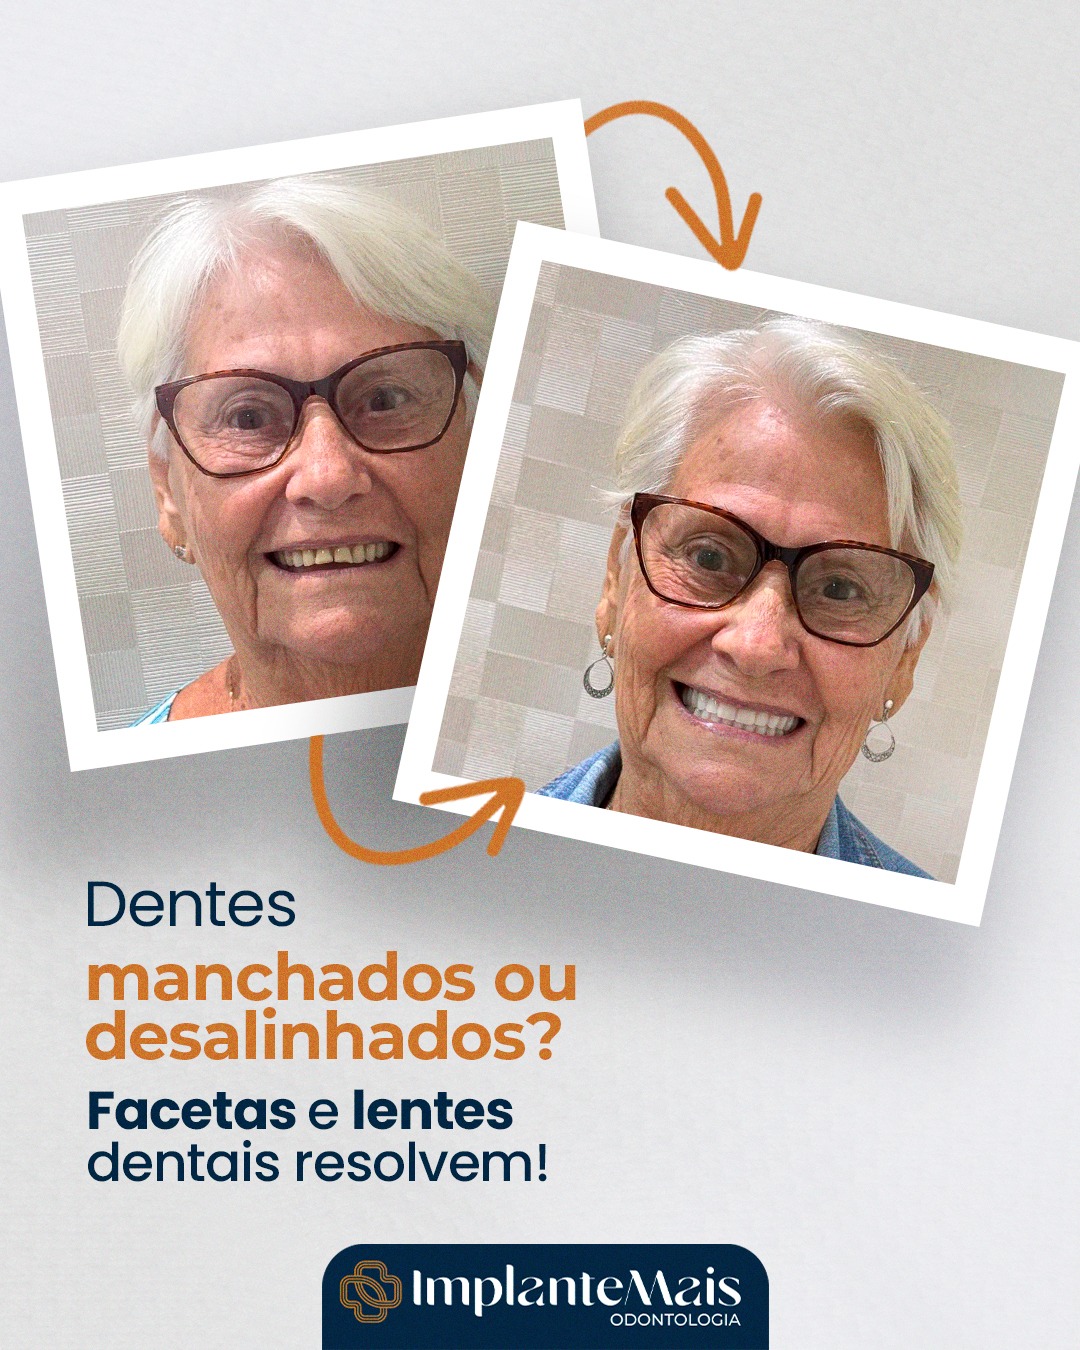 Dentes
manchados ou
desalinhados?
Facetas e lentes
dentais resolvem!
ImplanteMais
ODONTOLOGIA